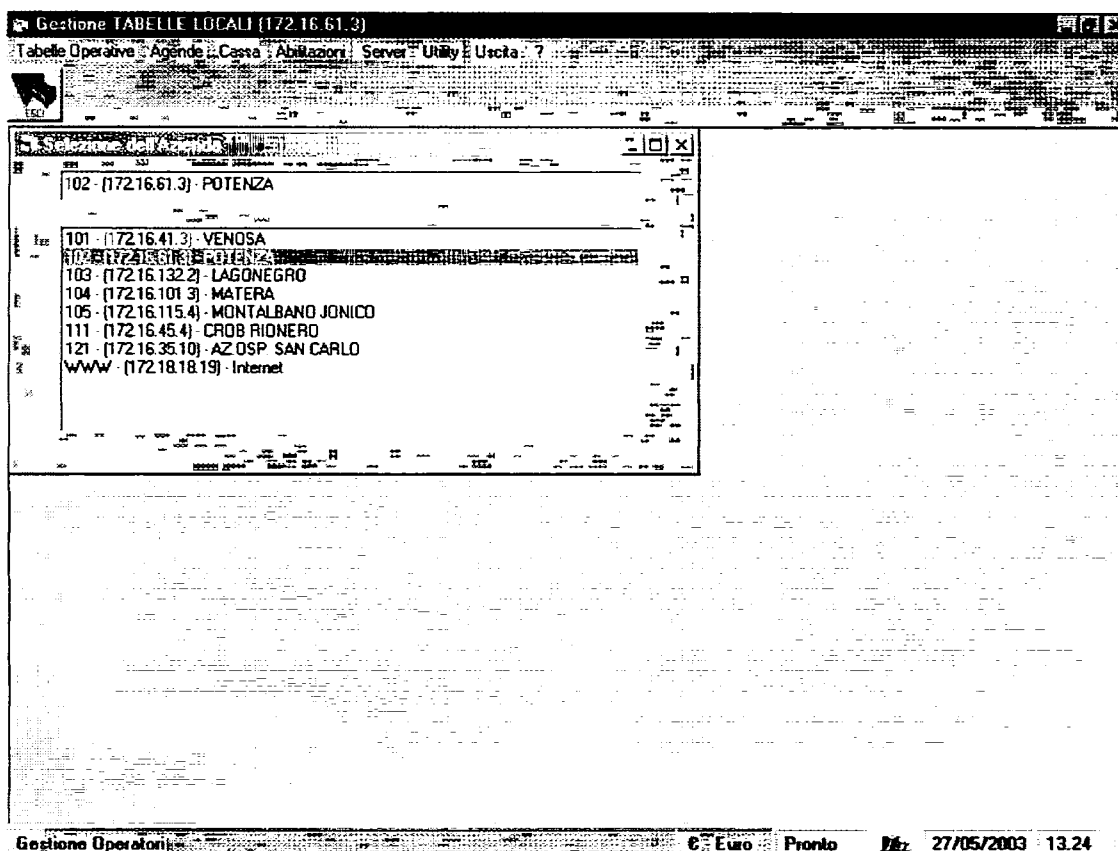 Gestione TABELLE LOCALI (172.16.61.3)
Tabelle Operative Agende Cassa Abilitazioni Server Utility Uscita ?
ESCI
Selezione dell'Azienda
102 - (172.16.61.3) - POTENZA
101 - (172.16.41.3) - VENOSA
102 - (172.16.61.3) - POTENZA
103 - (172.16.132.2) - LAGONEGRO
104 - (172.16.101.3) - MATERA
105 - (172.16.115.4) - MONTALBANO JONICO
111 - (172.16.45.4) - CROB RIONERO
121 - (172.16.35.10) - AZ.OSP. SAN CARLO
WWW - (172.18.18.19) - Internet
Gestione Operatori € Euro Pronto 27/05/2003 13.24